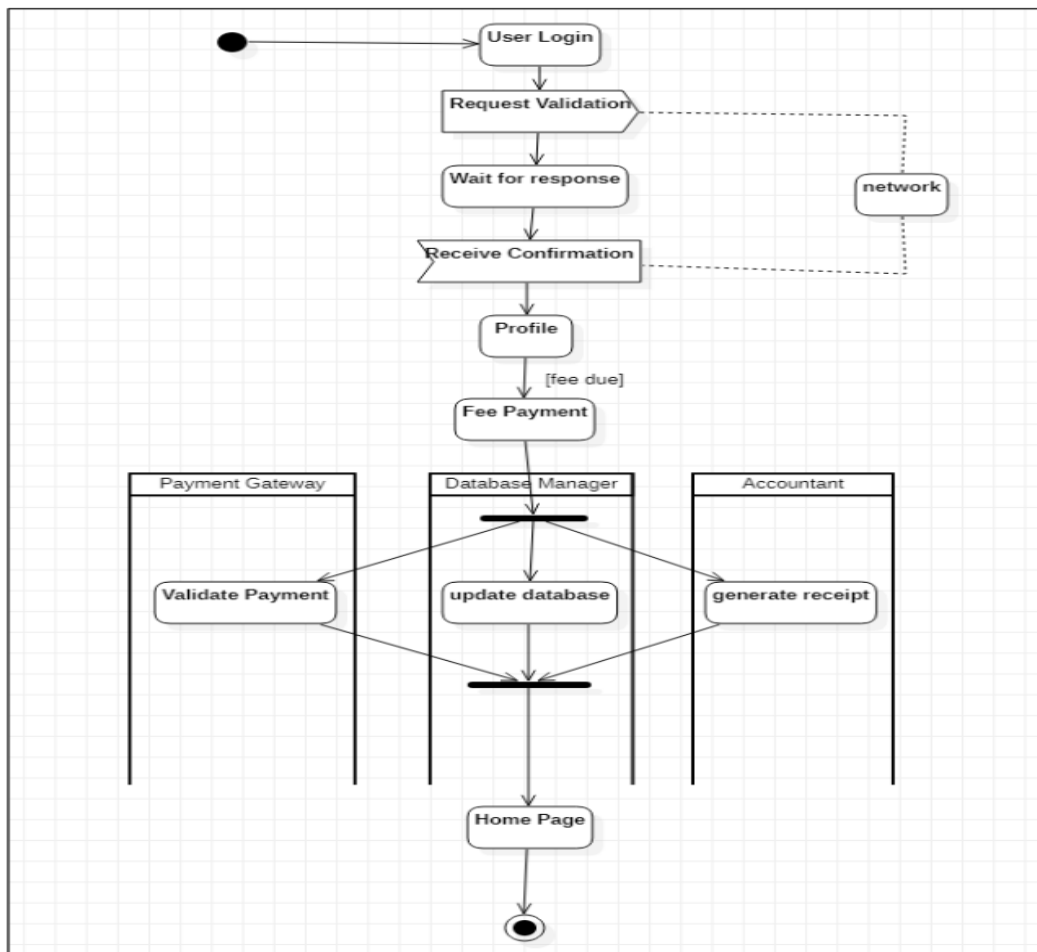 User Login
Request Validation
Wait for response
network
Receive Confirmation
Profile
[fee due]
Fee Payment
Payment Gateway
Database Manager
Accountant
Validate Payment
update database
generate receipt
Home Page